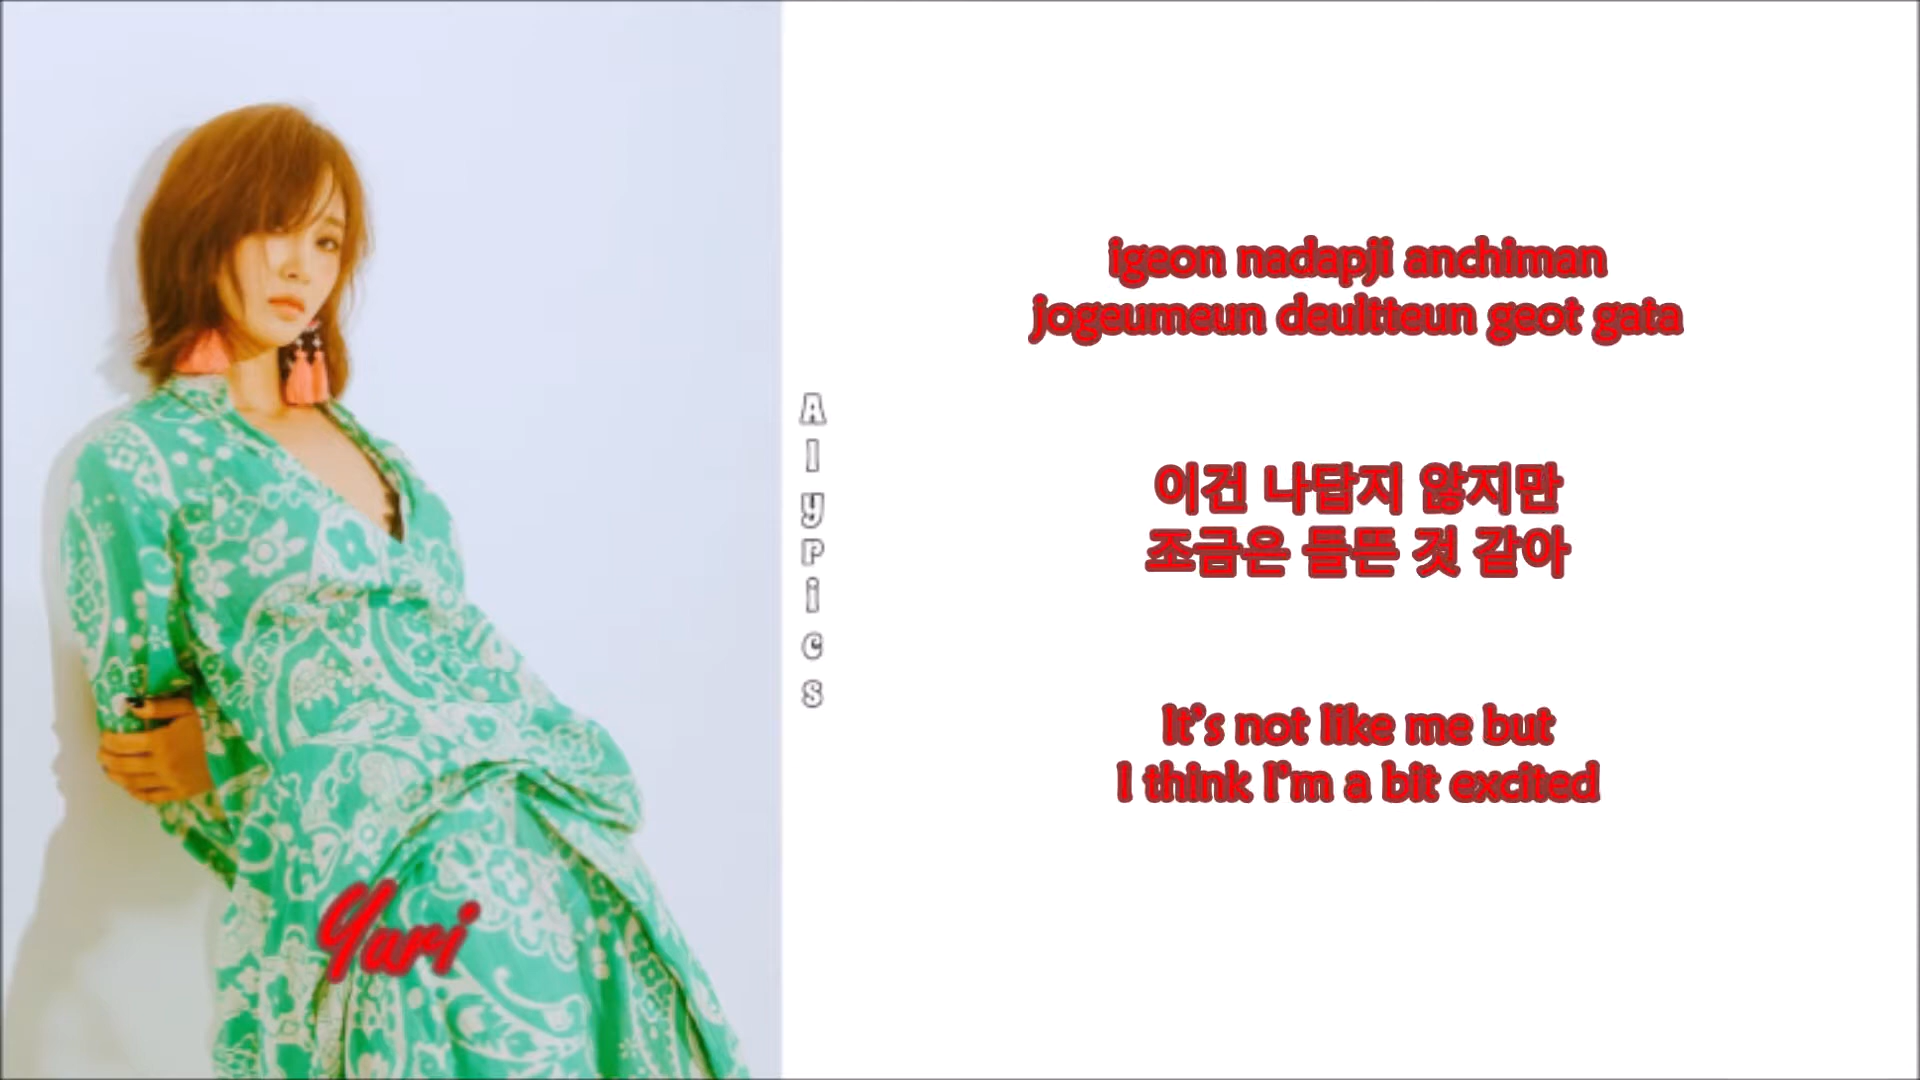 igeon nadapji anchiman
jogeumeun deultteun geot gata
이건 나답지 않지만
조금은 들뜬 것 같아
It's not like me but
I think I'm a bit excited
AlyPics
Yuri